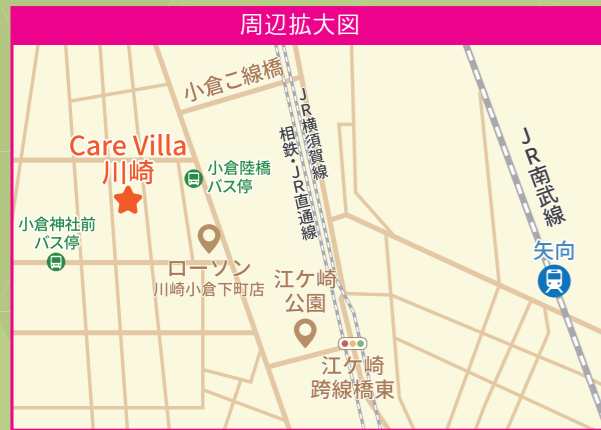 周辺拡大図
小倉こ線橋
JR横須賀線
相鉄・JR直通線
JR南武線
Care Villa
川崎
小倉陸橋
バス停
小倉神社前
バス停
矢向
ローソン
川崎小倉下町店
江ケ崎
公園
江ケ崎
跨線橋東